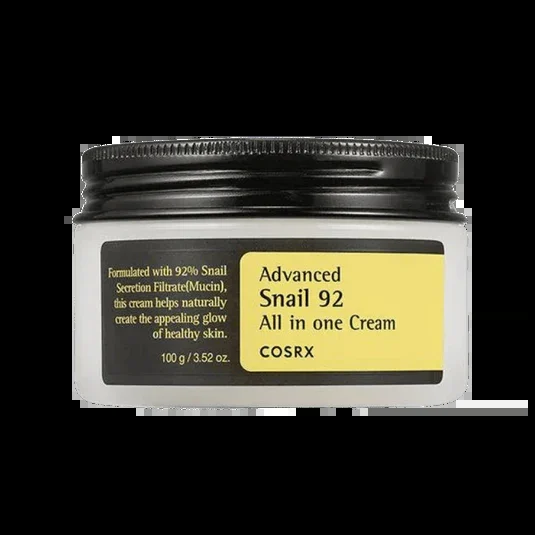 Formulated with 92% Snail
Secretion Filtrate(Mucin),
this cream helps naturally
create the appealing glow
of healthy skin.
100 g / 3.52 oz.
Advanced
Snail 92
All in one Cream
COSRX